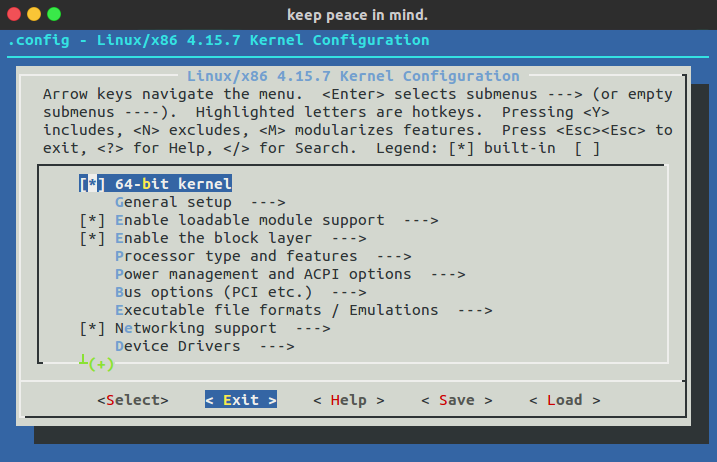 keep peace in mind.
.config - Linux/x86 4.15.7 Kernel Configuration
Linux/x86 4.15.7 Kernel Configuration
Arrow keys navigate the menu.  <Enter> selects submenus ---> (or empty
submenus ----).  Highlighted letters are hotkeys.  Pressing <Y>
includes, <N> excludes, <M> modularizes features.  Press <Esc><Esc> to
exit, <?> for Help, </> for Search.  Legend: [*] built-in  [ ]
[*] 64-bit kernel
General setup  --->
[*] Enable loadable module support  --->
[*] Enable the block layer  --->
Processor type and features  --->
Power management and ACPI options  --->
Bus options (PCI etc.)  --->
Executable file formats / Emulations  --->
[*] Networking support  --->
Device Drivers  --->
┴(+)
<Select>    < Exit >    < Help >    < Save >    < Load >